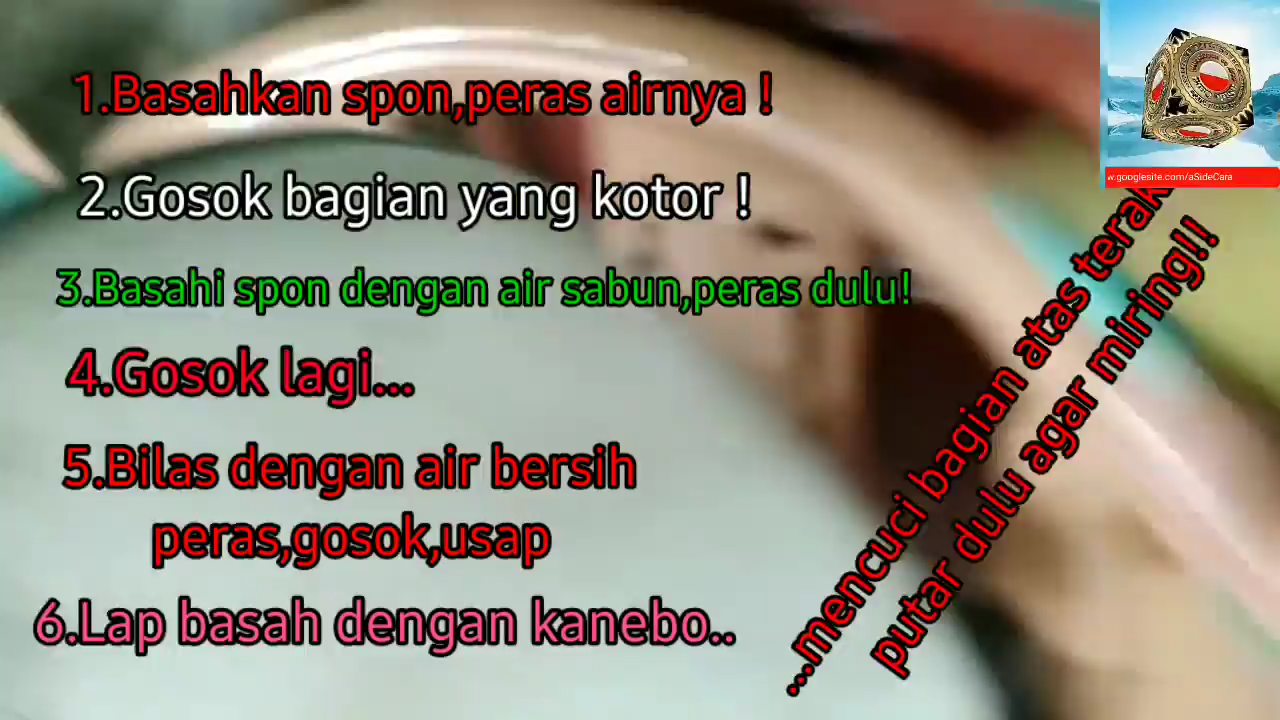 1.Basahkan spon,peras airnya !
2.Gosok bagian yang kotor !
3.Basahi spon dengan air sabun,peras dulu!
4.Gosok lagi...
5.Bilas dengan air bersih
peras,gosok,usap
6.Lap basah dengan kanebo..
...mencuci bagian atas
putar dulu agar miring!!
w.googlesite.com/aSideCara